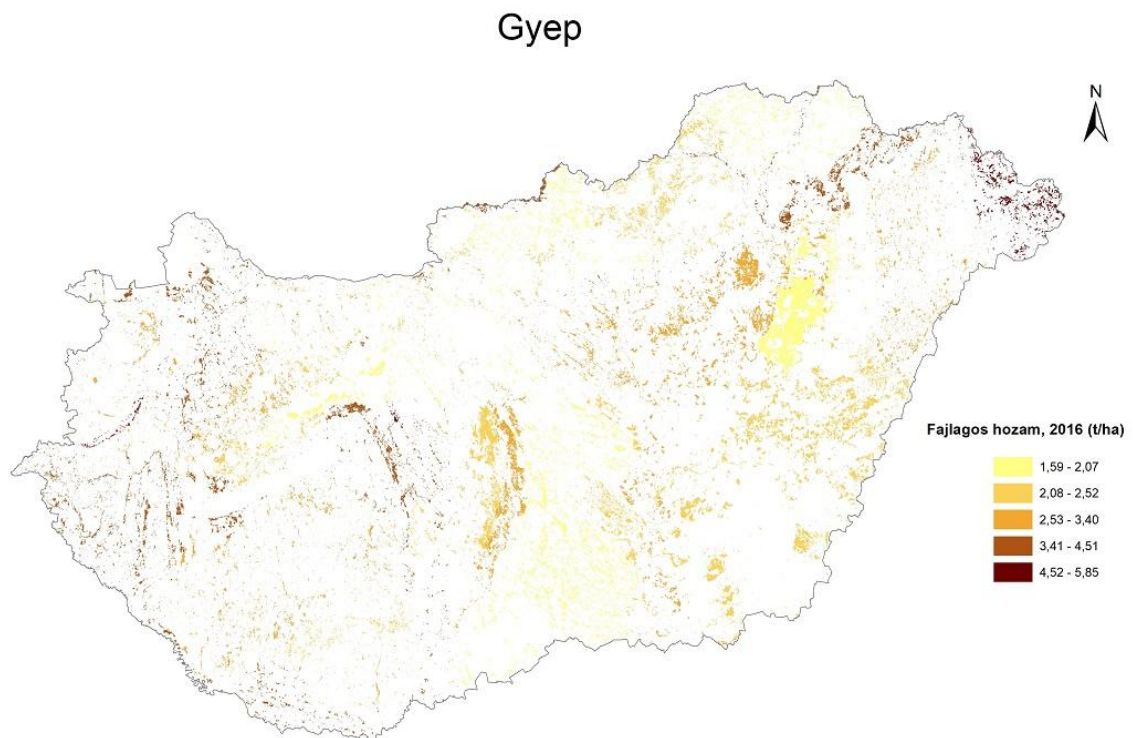 Gyep
N
Fajlagos hozam, 2016 (t/ha)
1,59 - 2,07
2,08 - 2,52
2,53 - 3,40
3,41 - 4,51
4,52 - 5,85